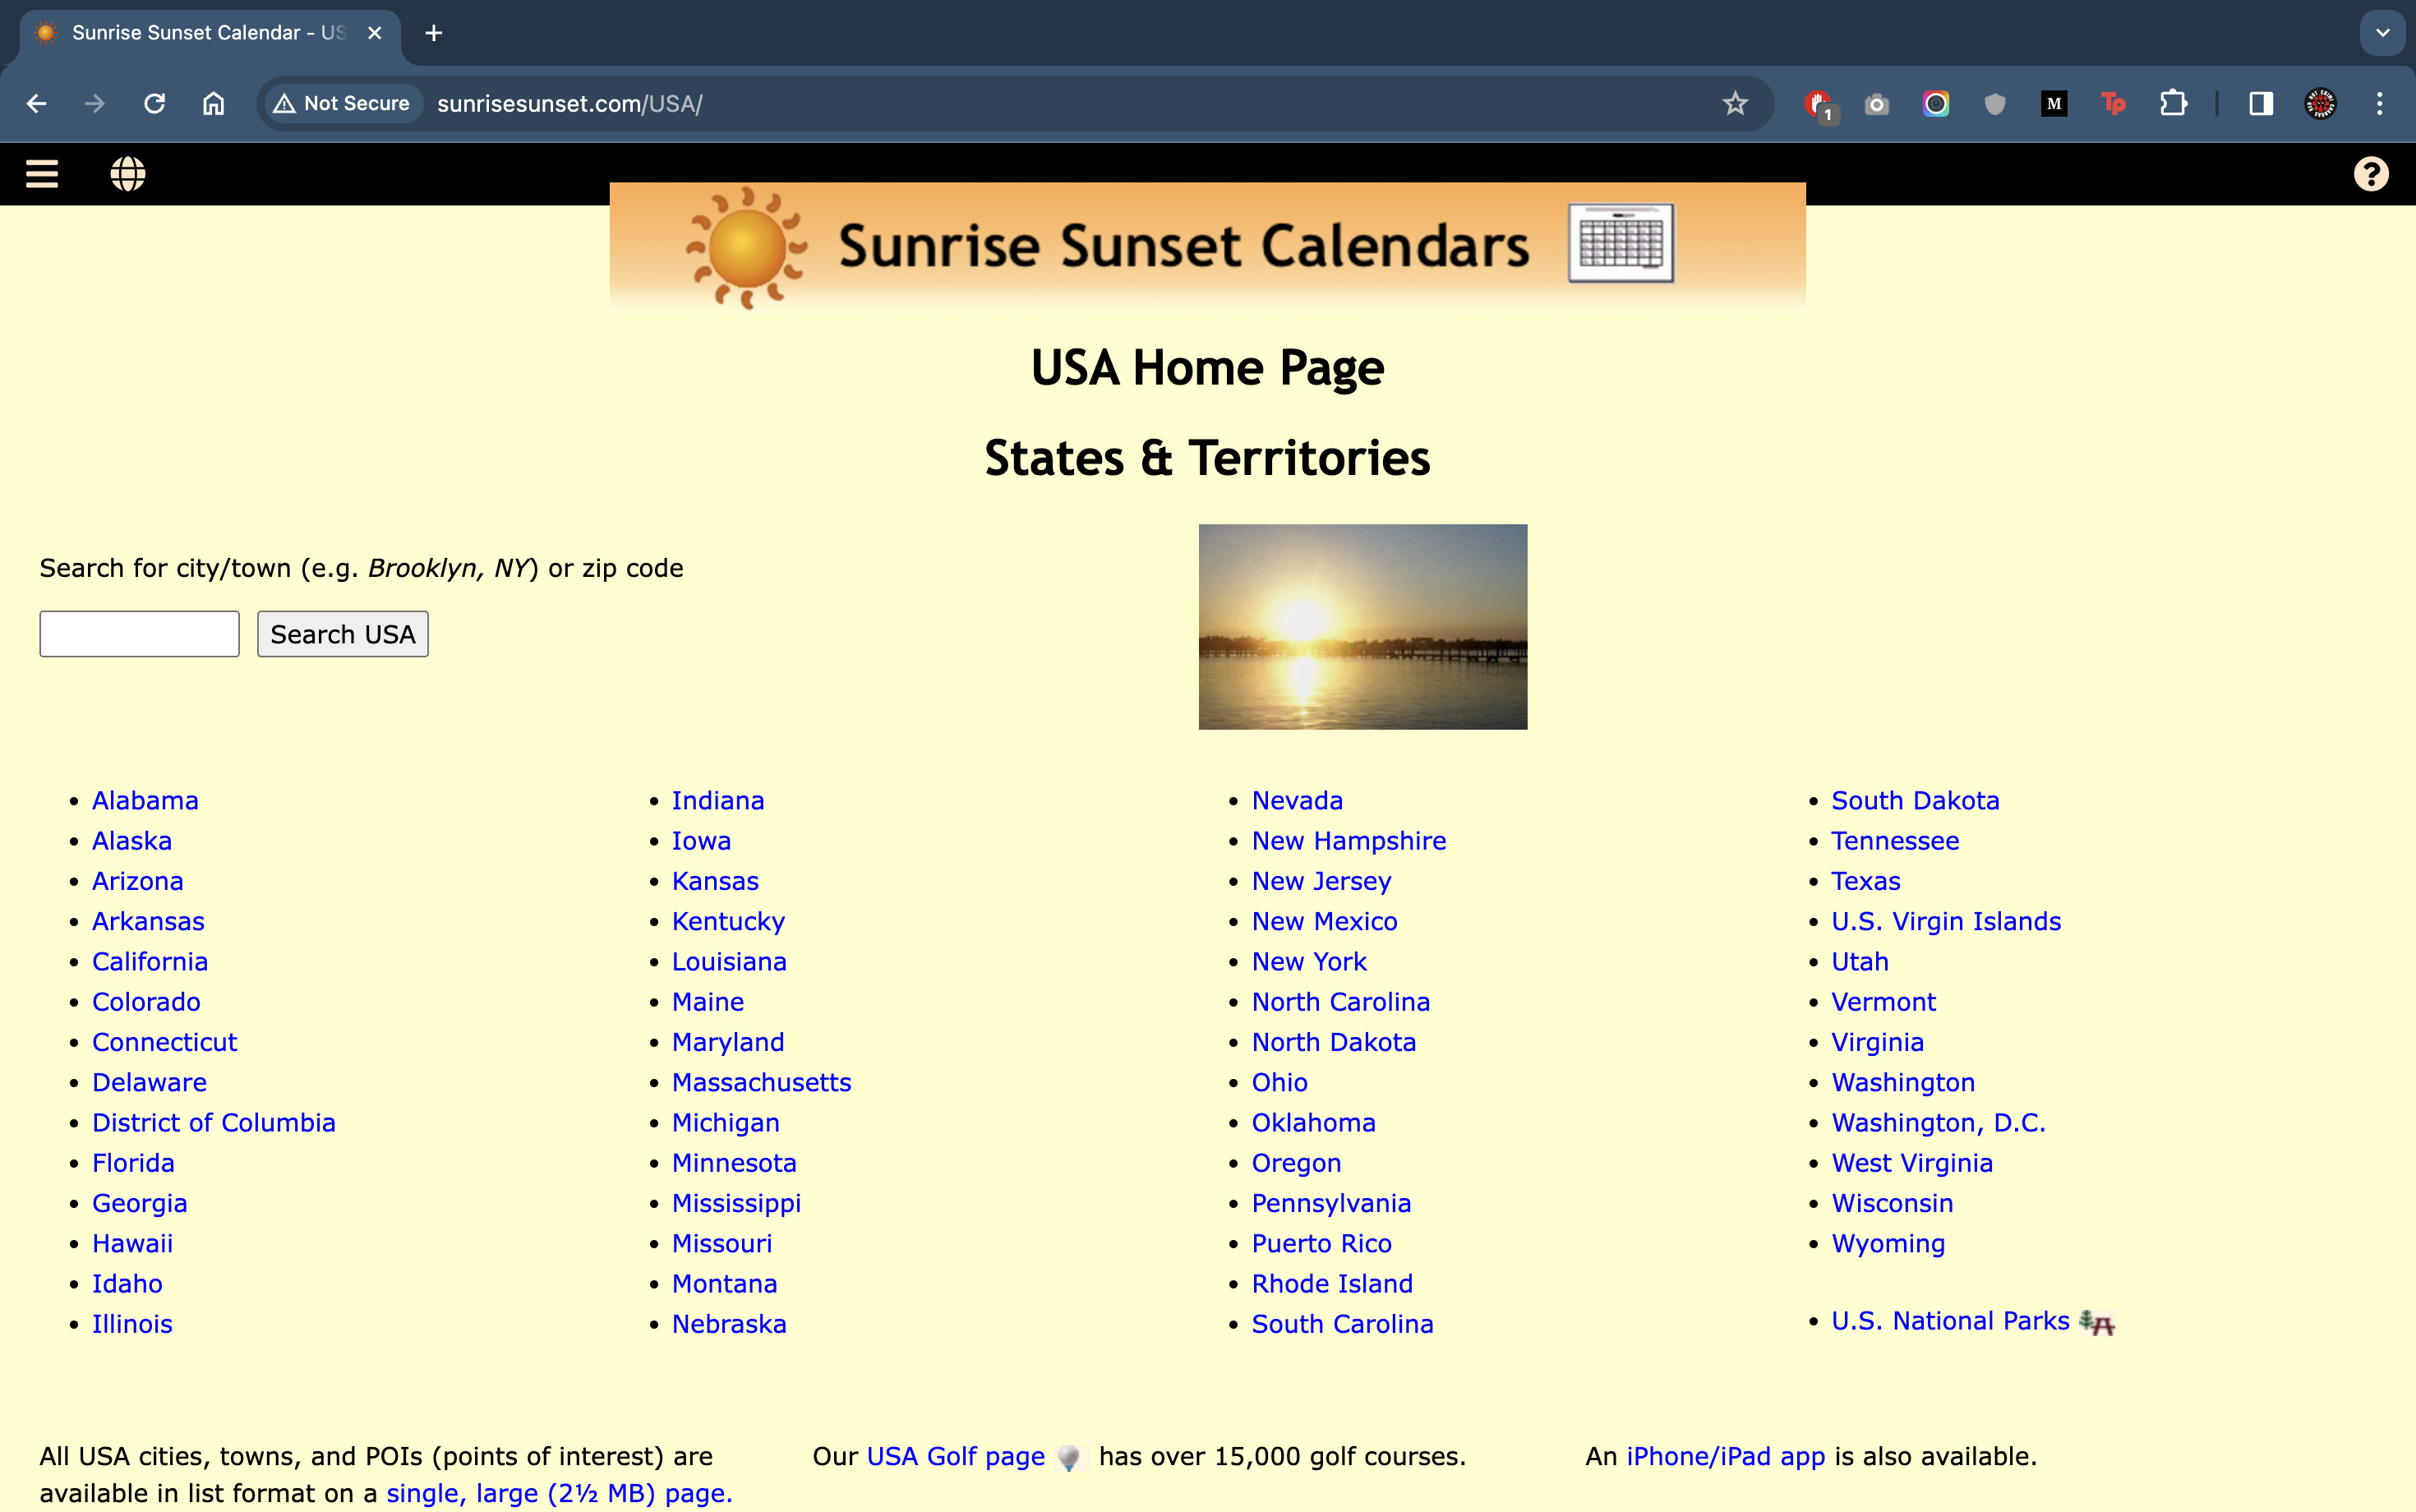 Sunrise Sunset Calendar - US
Not Secure
sunrisesunset.com/USA/
1
M
Tp
?
Sunrise Sunset Calendars
USA Home Page
States & Territories
Search for city/town (e.g. Brooklyn, NY) or zip code
Search USA
Alabama
Alaska
Arizona
Arkansas
California
Colorado
Connecticut
Delaware
District of Columbia
Florida
Georgia
Hawaii
Idaho
Illinois
Indiana
Iowa
Kansas
Kentucky
Louisiana
Maine
Maryland
Massachusetts
Michigan
Minnesota
Mississippi
Missouri
Montana
Nebraska
Nevada
New Hampshire
New Jersey
New Mexico
New York
North Carolina
North Dakota
Ohio
Oklahoma
Oregon
Pennsylvania
Puerto Rico
Rhode Island
South Carolina
South Dakota
Tennessee
Texas
U.S. Virgin Islands
Utah
Vermont
Virginia
Washington
Washington, D.C.
West Virginia
Wisconsin
Wyoming
U.S. National Parks
All USA cities, towns, and POIs (points of interest) are
available in list format on a single, large (2½ MB) page.
Our USA Golf page has over 15,000 golf courses.
An iPhone/iPad app is also available.